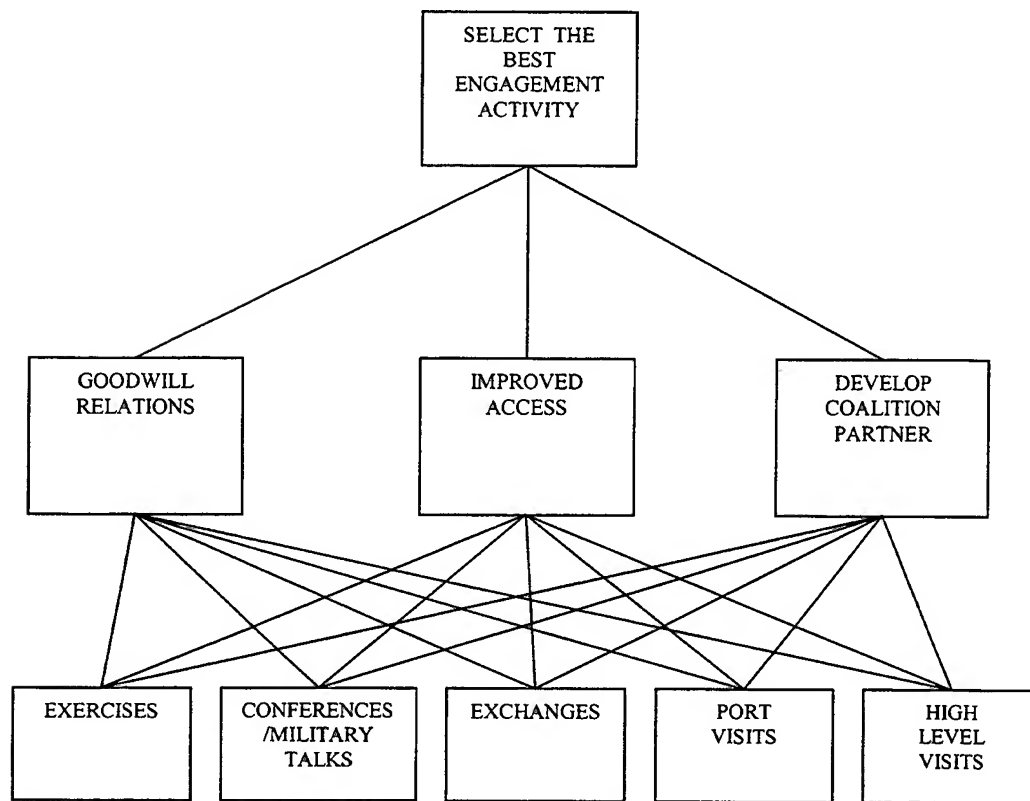 SELECT THE
BEST
ENGAGEMENT
ACTIVITY
GOODWILL
RELATIONS
IMPROVED
ACCESS
DEVELOP
COALITION
PARTNER
EXERCISES
CONFERENCES
/MILITARY
TALKS
EXCHANGES
PORT
VISITS
HIGH
LEVEL
VISITS